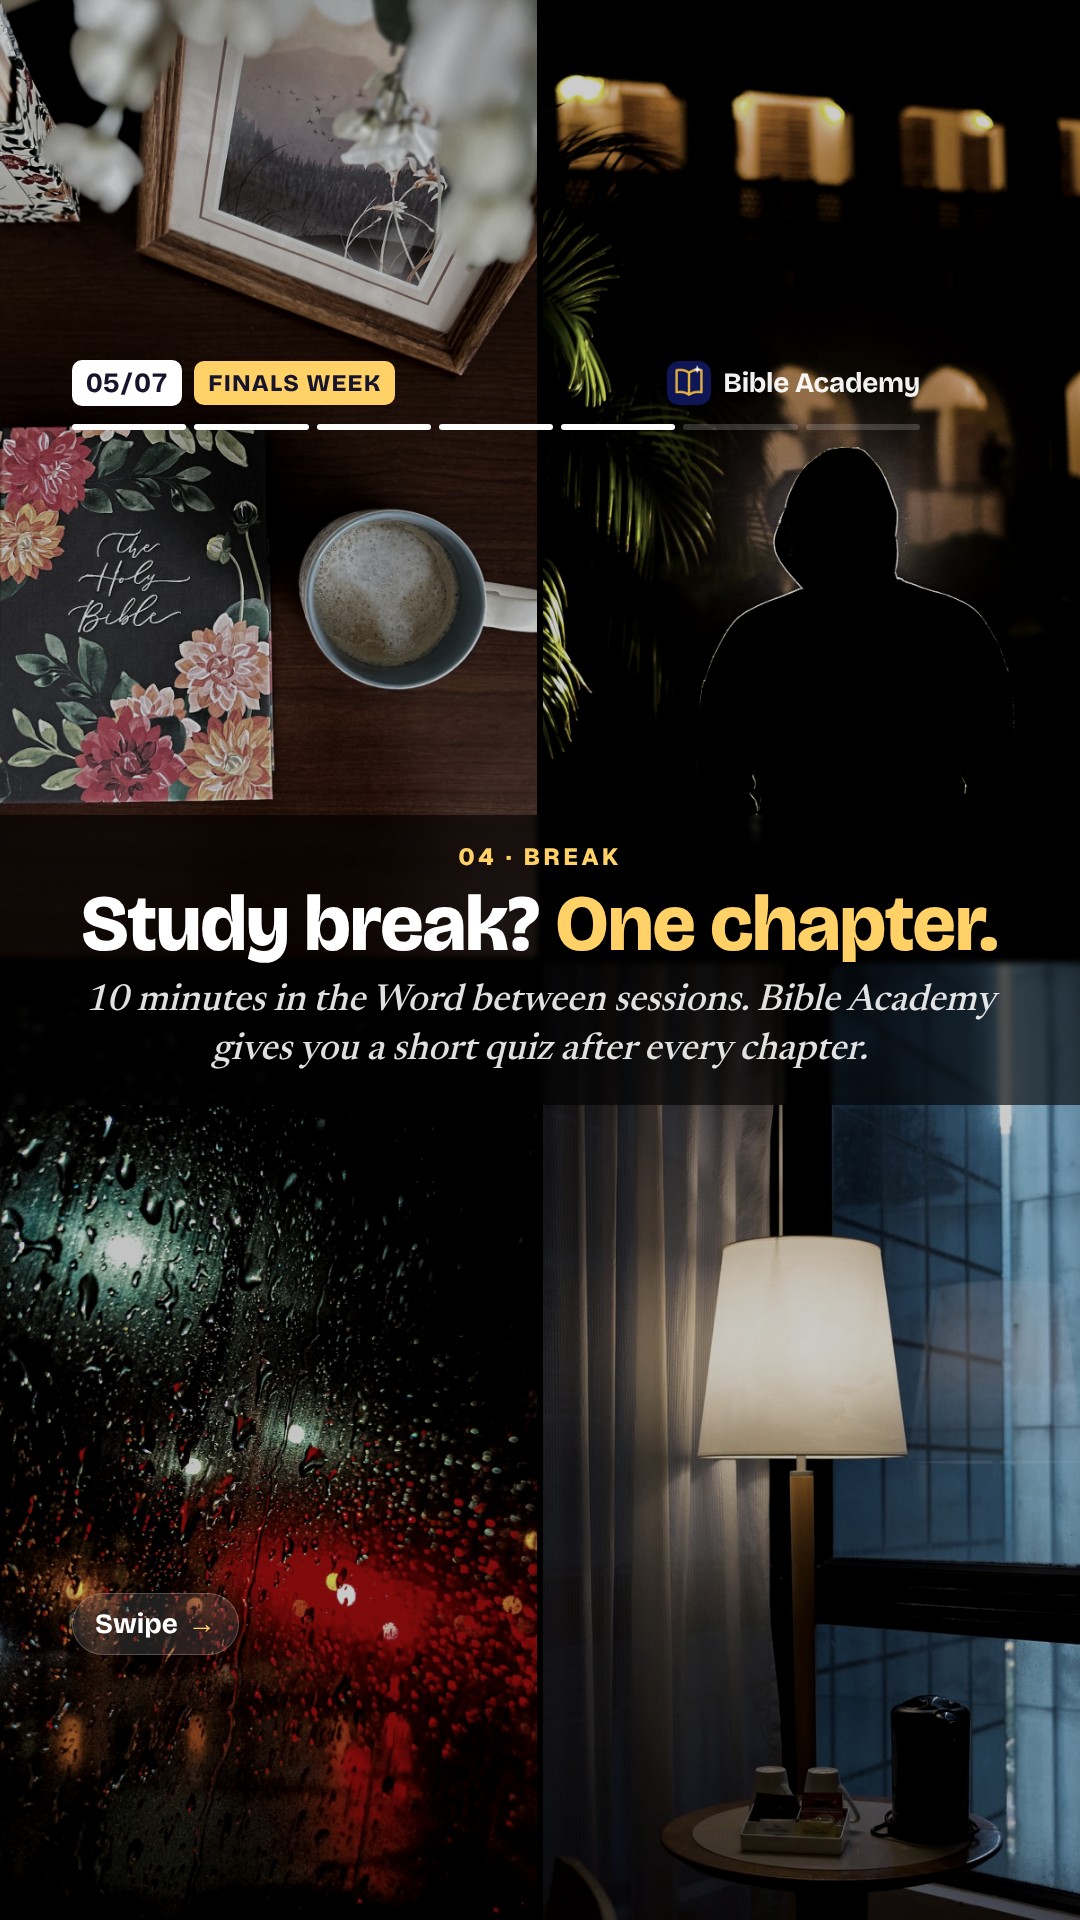 05/07 FINALS WEEK
Bible Academy
The
Holy
Bible
04 · BREAK
Study break? One chapter.
10 minutes in the Word between sessions. Bible Academy
gives you a short quiz after every chapter.
Swipe →